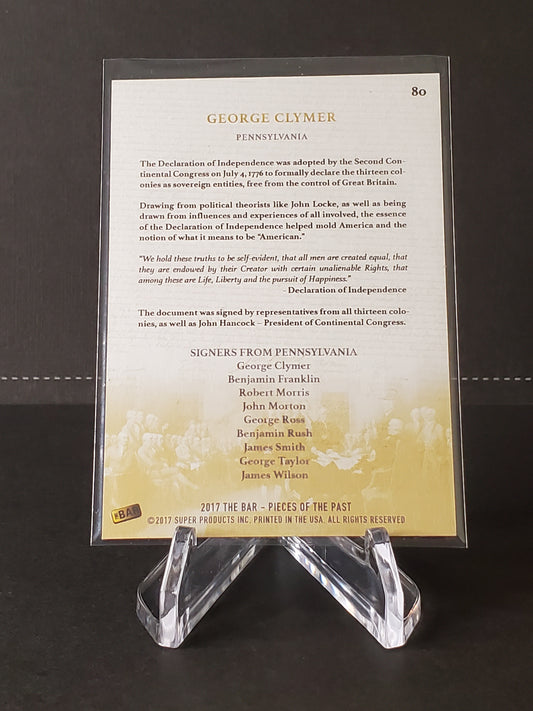 80
GEORGE CLYMER
PENNSYLVANIA
The Declaration of Independence was adopted by the Second Con-
tinental Congress on July 4, 1776 to formally declare the thirteen col-
onies as sovereign entities, free from the control of Great Britain.
Drawing from political theorists like John Locke, as well as being
drawn from influences and experiences of all involved, the essence
of the Declaration of Independence helped mold America and the
notion of what it means to be “American.”
“We hold these truths to be self-evident, that all men are created equal, that
they are endowed by their Creator with certain unalienable Rights, that
among these are Life, Liberty and the pursuit of Happiness.”
- Declaration of Independence
The document was signed by representatives from all thirteen colo-
nies, as well as John Hancock – President of Continental Congress.
SIGNERS FROM PENNSYLVANIA
George Clymer
Benjamin Franklin
Robert Morris
John Morton
George Ross
Benjamin Rush
James Smith
George Taylor
James Wilson
THE BAR
2017 THE BAR – PIECES OF THE PAST
©2017 SUPER PRODUCTS INC. PRINTED IN THE USA. ALL RIGHTS RESERVED